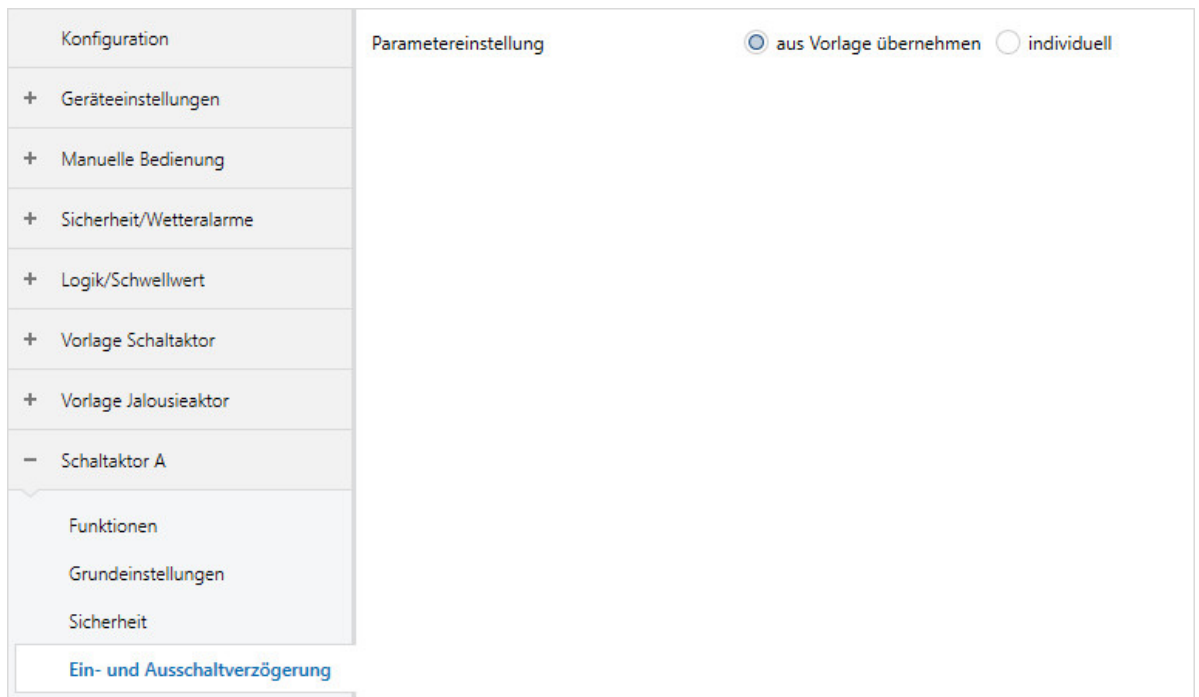 Konfiguration
Geräteeinstellungen
Manuelle Bedienung
Sicherheit/Wetteralarme
Logik/Schwellwert
Vorlage Schaltaktor
Vorlage Jalousieaktor
Schaltaktor A
Funktionen
Grundeinstellungen
Sicherheit
Ein- und Ausschaltverzögerung
Parametereinstellung aus Vorlage übernehmen individuell